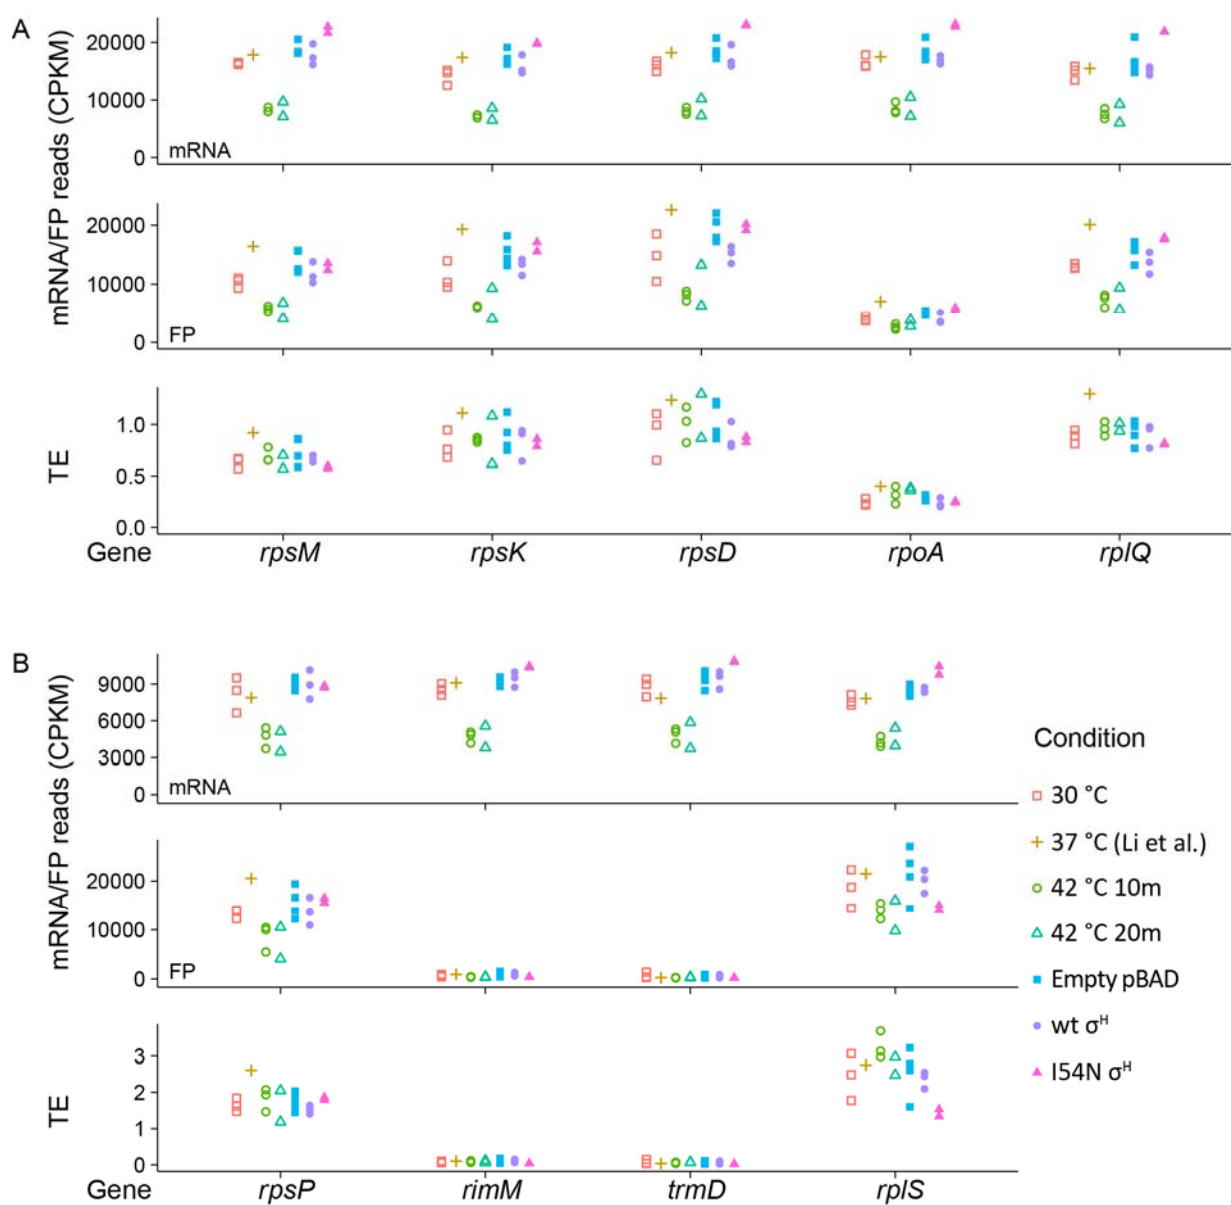 A
mRNA/FP reads (CPKM)
20000
10000
0
mRNA
20000
10000
0
FP
TE
1.0
0.5
0.0
Gene rpsM rpsK rpsD rpoA rplQ
B
mRNA/FP reads (CPKM)
9000
6000
3000
0
mRNA
20000
10000
0
FP
TE
3
2
1
0
Gene rpsP rimM trmD rplS
Condition
30 °C
37 °C (Li et al.)
42 °C 10m
42 °C 20m
Empty pBAD
wt σᴴ
I54N σᴴ